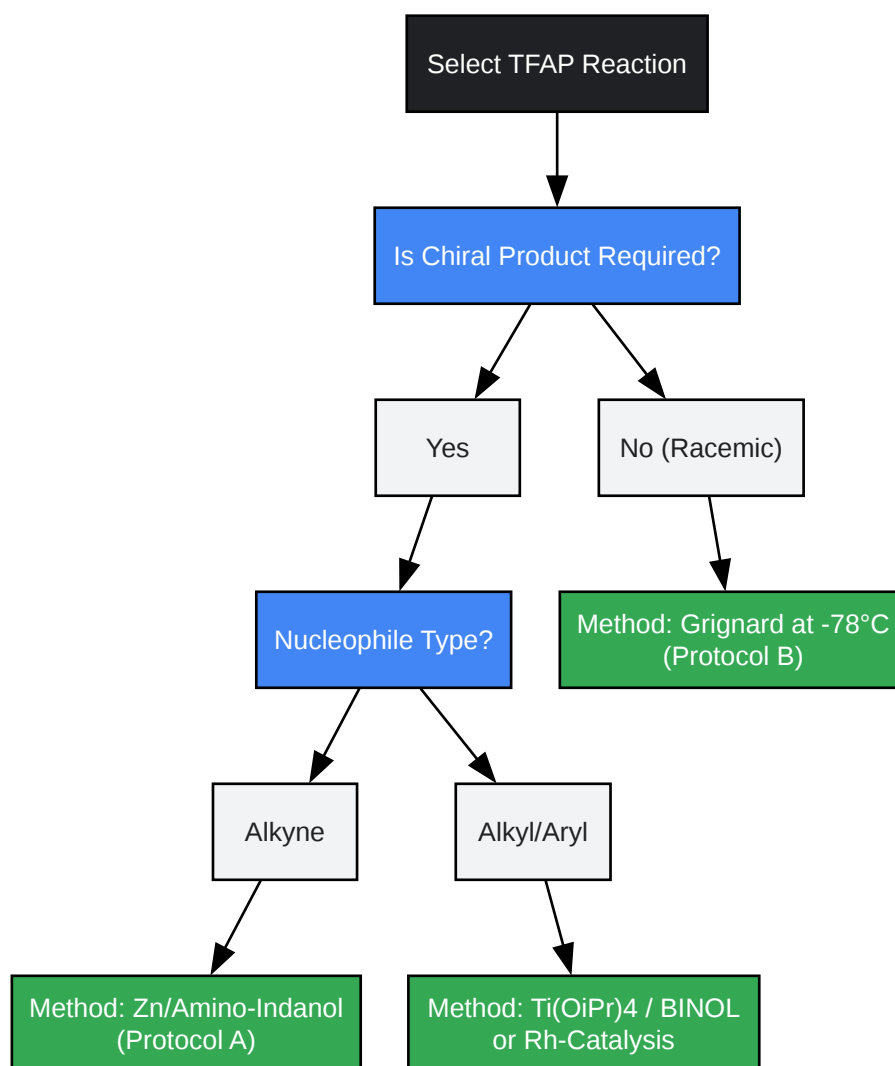 Select TFAP Reaction
Is Chiral Product Required?
Yes
No (Racemic)
Nucleophile Type?
Method: Grignard at -78°C
(Protocol B)
Alkyne
Alkyl/Aryl
Method: Zn/Amino-Indanol
(Protocol A)
Method: Ti(OiPr)4 / BINOL
or Rh-Catalysis